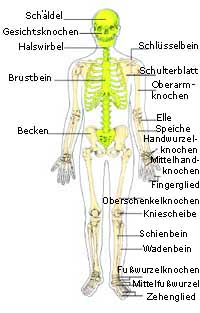 Schäldel
Gesichtsknochen
Halswirbel
Brustbein
Becken
Schlüsselbein
Schulterblatt
Oberarm-
knochen
Elle
Speiche
Handwurzel-
knochen
Mittelhand-
knochen
Fingerglied
Oberschenkelknochen
Kniescheibe
Schienbein
Wadenbein
Fußwurzelknochen
Mittelfußwurzel
Zehenglied